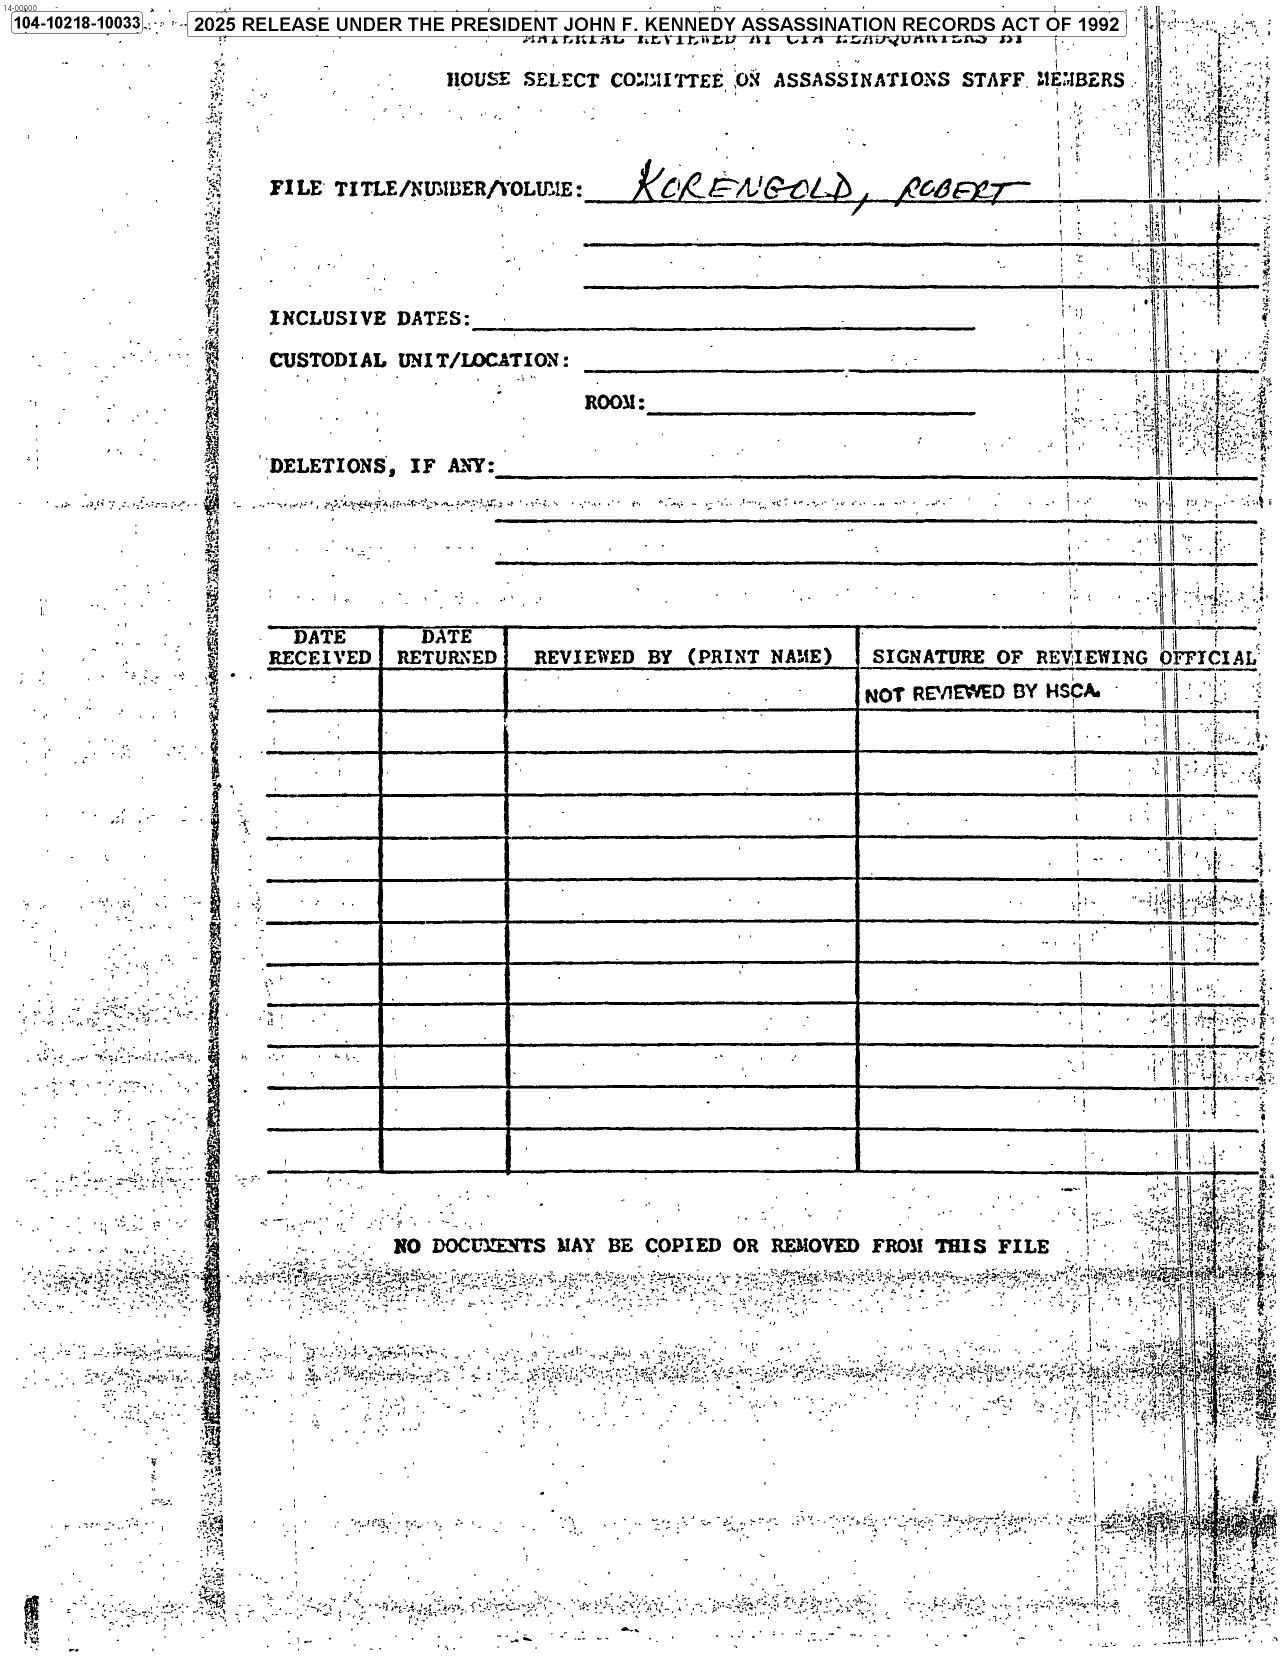 14-00000
104-10218-10033
2025 RELEASE UNDER THE PRESIDENT JOHN F. KENNEDY ASSASSINATION RECORDS ACT OF 1992
MATERIAL REVIEWED AT CIA HEADQUARTERS BY
HOUSE SELECT COMMITTEE ON ASSASSINATIONS STAFF MEMBERS
FILE TITLE/NUMBER/VOLUME: KORENGOLD, ROBERT
INCLUSIVE DATES:
CUSTODIAL UNIT/LOCATION:
ROOM:
DELETIONS, IF ANY:
DATE RECEIVED DATE RETURNED REVIEWED BY (PRINT NAME) SIGNATURE OF REVIEWING OFFICIAL
NOT REVIEWED BY HSCA.
NO DOCUMENTS MAY BE COPIED OR REMOVED FROM THIS FILE